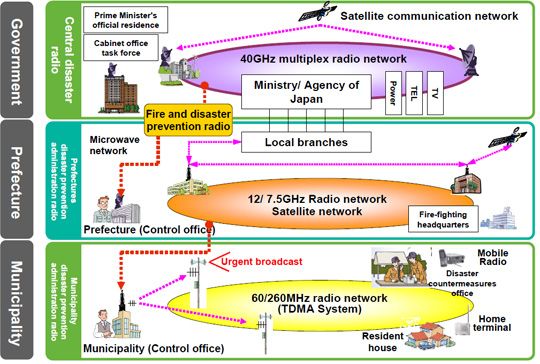 Government
Central disaster
radio
Prime Minister's
official residence
Cabinet office
task force
Satellite communication network
40GHz multiplex radio network
Ministry/ Agency of
Japan
Power
TEL
TV
Fire and disaster
prevention radio
Prefecture
Prefectures
disaster prevention
administration radio
Microwave
network
Local branches
12/ 7.5GHz Radio network
Satellite network
Fire-fighting
headquarters
Prefecture (Control office)
Municipality
Municipality
disaster prevention
administration radio
Urgent broadcast
Mobile
Radio
Disaster
countermeasures
office
60/260MHz radio network
(TDMA System)
Home
terminal
Resident
house
Municipality (Control office)